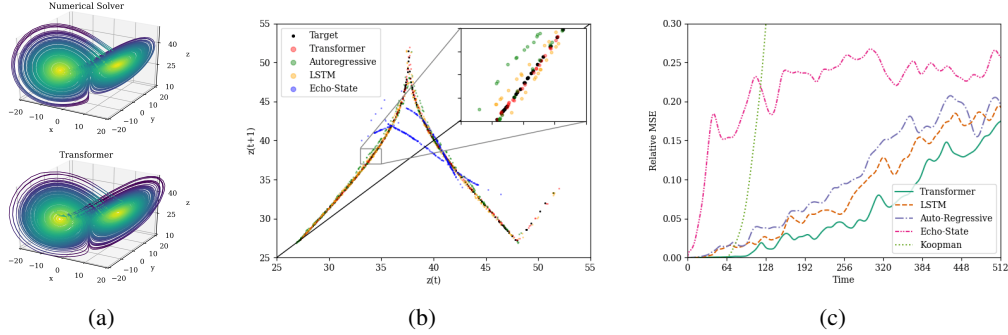 Numerical Solver
40
25
10
z
20
10
0
−10
−20
y
−20
−10
0
10
20
x
Transformer
40
25
10
z
20
10
0
−10
−20
y
−20
−10
0
10
20
x
(a)
55
50
45
40
35
30
25
z(t+1)
Target
Transformer
Autoregressive
LSTM
Echo-State
25
30
35
40
45
50
55
z(t)
(b)
0.30
0.25
0.20
0.15
0.10
0.05
0.00
Relative MSE
Transformer
LSTM
Auto-Regressive
Echo-State
Koopman
0
64
128
192
256
320
384
448
512
Time
(c)